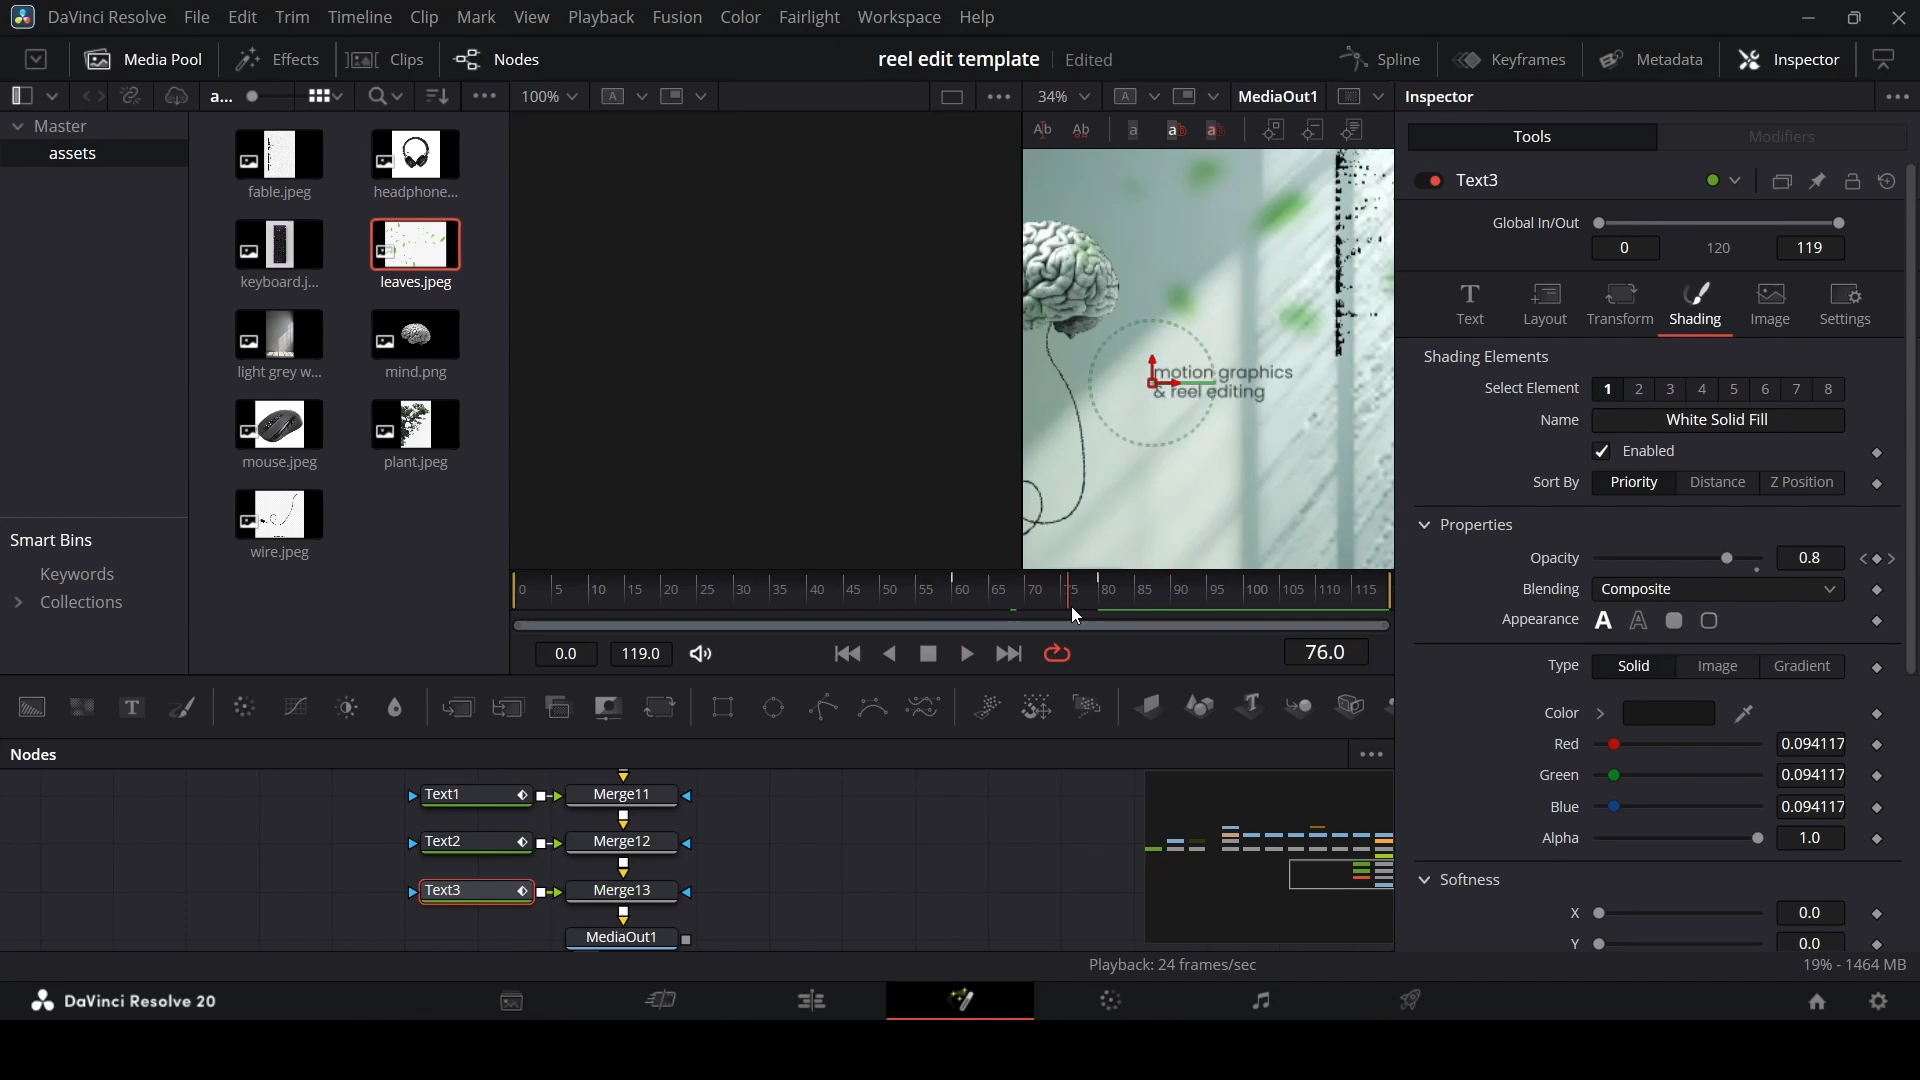 DaVinci Resolve File Edit Trim Timeline Clip Mark View Playback Fusion Color Fairlight Workspace Help
Media Pool Effects Clips Nodes reel edit template Edited Spline Keyframes Metadata Inspector
a... 100% A 34% A MediaOut1 Inspector
Master
assets
fable.jpeg headphone...
keyboard.j... leaves.jpeg
light grey w... mind.png
mouse.jpeg plant.jpeg
wire.jpeg
Smart Bins
Keywords
Collections
motion graphics
& reel editing
0 5 10 15 20 25 30 35 40 45 50 55 60 65 70 75 80 85 90 95 100 105 110 115
0.0 119.0 76.0
Tools Modifiers
Text3
Global In/Out
0 120 119
Text Layout Transform Shading Image Settings
Shading Elements
Select Element 1 2 3 4 5 6 7 8
Name White Solid Fill
Enabled
Sort By Priority Distance Z Position
Properties
Opacity 0.8
Blending Composite
Appearance A A
Type Solid Image Gradient
Color
Red 0.094117
Green 0.094117
Blue 0.094117
Alpha 1.0
Softness
X 0.0
Y 0.0
Nodes
Text1 Merge11
Text2 Merge12
Text3 Merge13
MediaOut1
Playback: 24 frames/sec 19% - 1464 MB
DaVinci Resolve 20